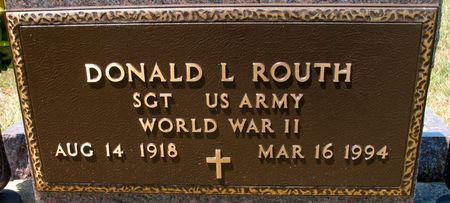 DONALD L ROUTH
SGT US ARMY
WORLD WAR II
AUG 14 1918 MAR 16 1994